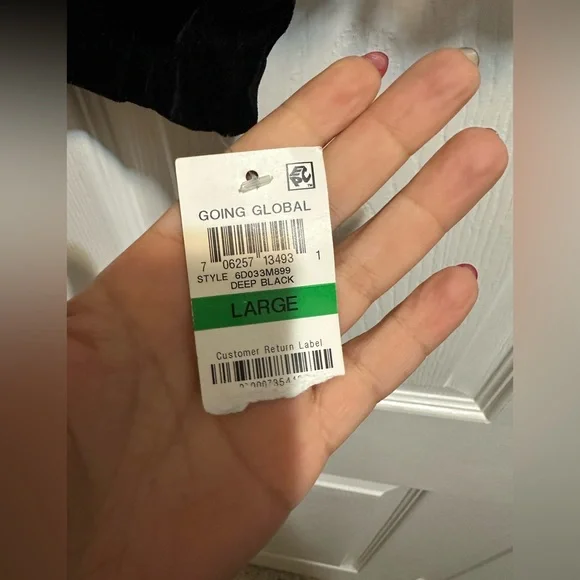 GOING GLOBAL
7 06257 13493 1
STYLE 6D033M899
DEEP BLACK
LARGE
Customer Return Label